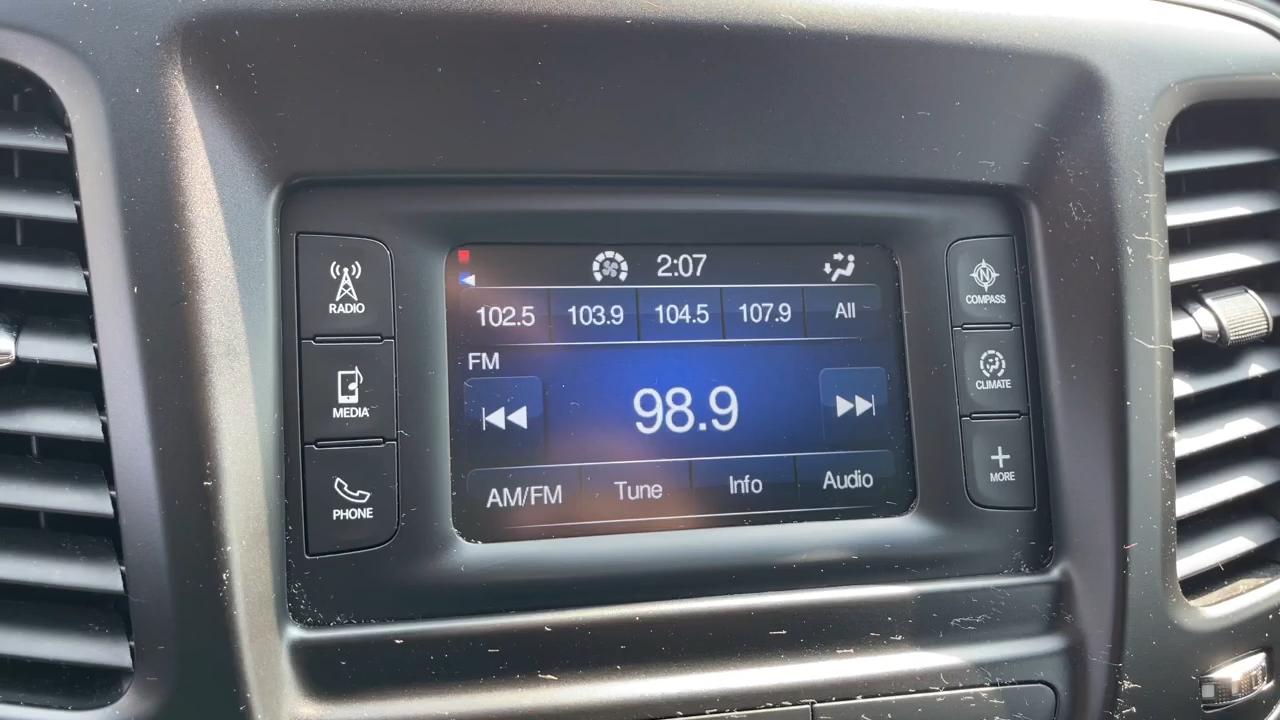 2:07
102.5 103.9 104.5 107.9 All
FM
98.9
AM/FM Tune Info Audio
RADIO
MEDIA
PHONE
N
COMPASS
CLIMATE
MORE